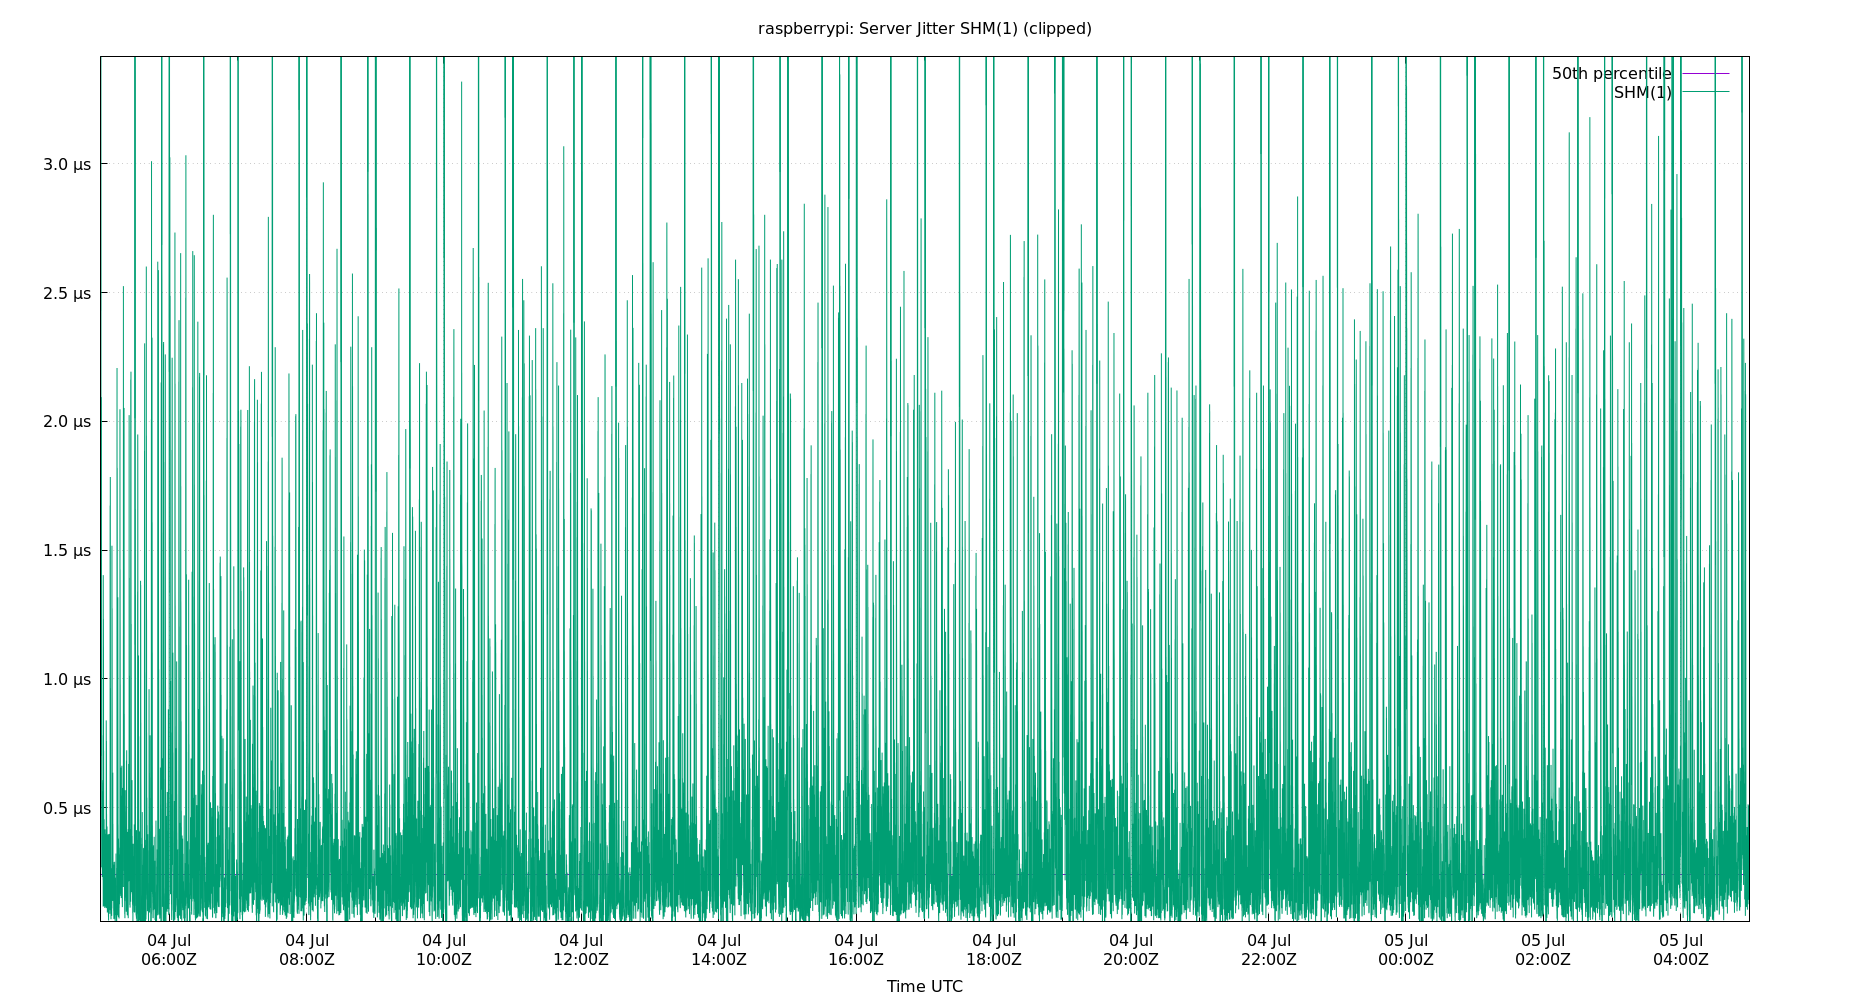 raspberrypi: Server Jitter SHM(1) (clipped)
50th percentile
SHM(1)
3.0 µs
2.5 µs
2.0 µs
1.5 µs
1.0 µs
0.5 µs
04 Jul 04 Jul 04 Jul 04 Jul 04 Jul 04 Jul 04 Jul 04 Jul 04 Jul 05 Jul 05 Jul 05 Jul
06:00Z 08:00Z 10:00Z 12:00Z 14:00Z 16:00Z 18:00Z 20:00Z 22:00Z 00:00Z 02:00Z 04:00Z
Time UTC